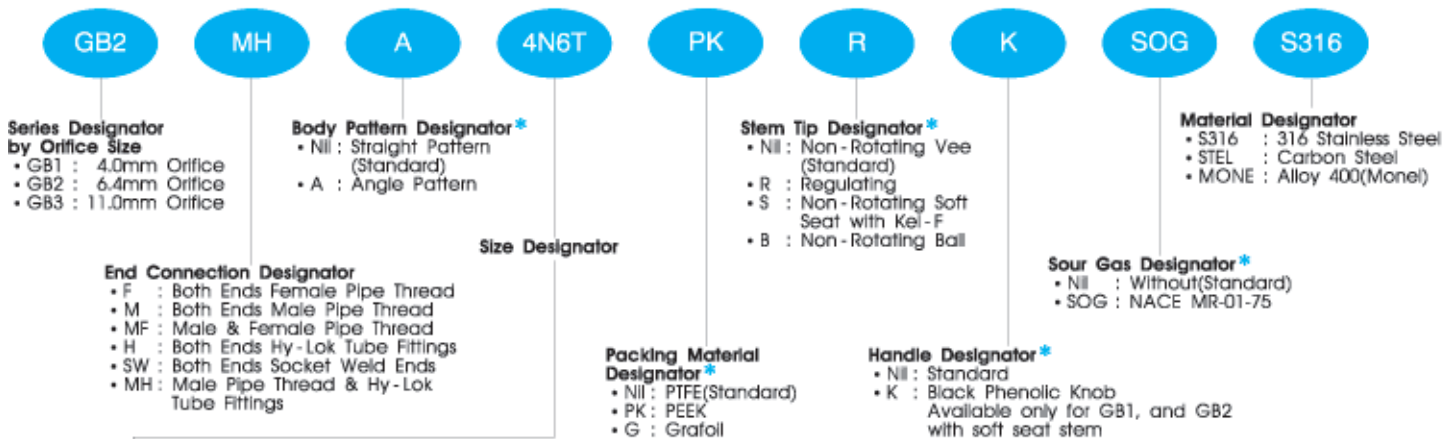 GB2 MH A 4N6T PK R K SOG S316
Series Designator
by Orifice Size
• GB1 : 4.0mm Orifice
• GB2 : 6.4mm Orifice
• GB3 : 11.0mm Orifice
Body Pattern Designator*
• Nil : Straight Pattern
(Standard)
• A : Angle Pattern
Stem Tip Designator*
• Nil : Non-Rotating Vee
(Standard)
• R : Regulating
• S : Non-Rotating Soft
Seat with Kel-F
• B : Non-Rotating Ball
Material Designator
• S316 : 316 Stainless Steel
• STEL : Carbon Steel
• MONE : Alloy 400(Monel)
Size Designator
End Connection Designator
• F : Both Ends Female Pipe Thread
• M : Both Ends Male Pipe Thread
• MF : Male & Female Pipe Thread
• H : Both Ends Hy-Lok Tube Fittings
• SW : Both Ends Socket Weld Ends
• MH : Male Pipe Thread & Hy-Lok
Tube Fittings
Sour Gas Designator*
• Nil : Without(Standard)
• SOG : NACE MR-01-75
Packing Material
Designator*
• Nil : PTFE(Standard)
• PK : PEEK
• G : Grafoil
Handle Designator*
• Nil : Standard
• K : Black Phenolic Knob
Available only for GB1, and GB2
with soft seat stem